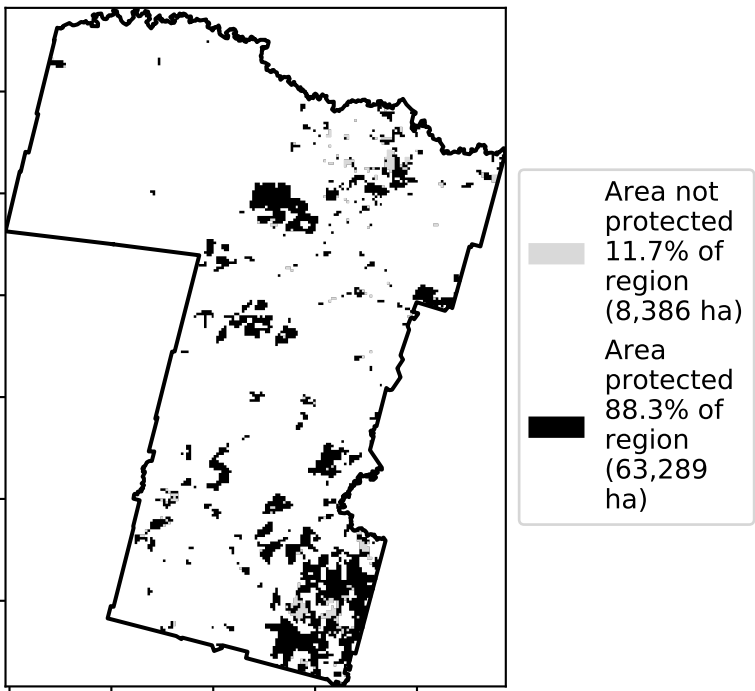 Area not
protected
11.7% of
region
(8,386 ha)
Area
protected
88.3% of
region
(63,289
ha)